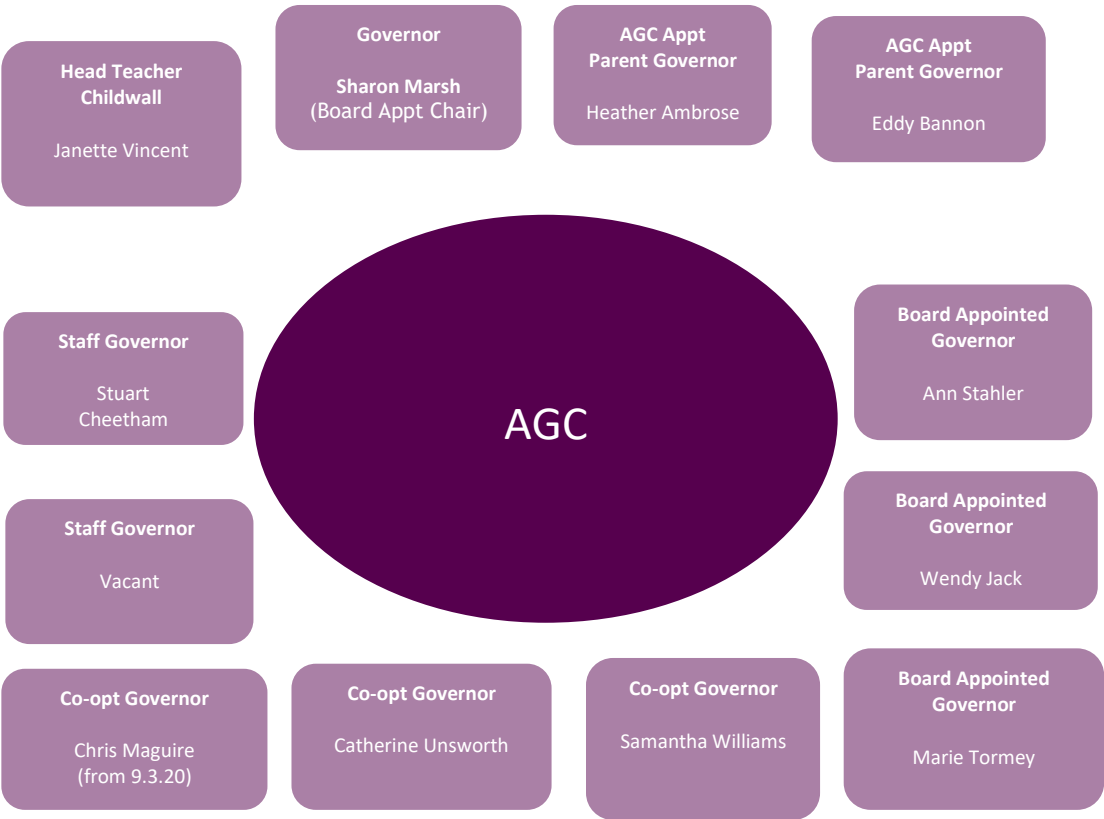 Head Teacher
Childwall
Janette Vincent
Governor
Sharon Marsh
(Board Appt Chair)
AGC Appt
Parent Governor
Heather Ambrose
AGC Appt
Parent Governor
Eddy Bannon
Staff Governor
Stuart
Cheetham
AGC
Board Appointed
Governor
Ann Stahler
Staff Governor
Vacant
Board Appointed
Governor
Wendy Jack
Co-opt Governor
Chris Maguire
(from 9.3.20)
Co-opt Governor
Catherine Unsworth
Co-opt Governor
Samantha Williams
Board Appointed
Governor
Marie Tormey